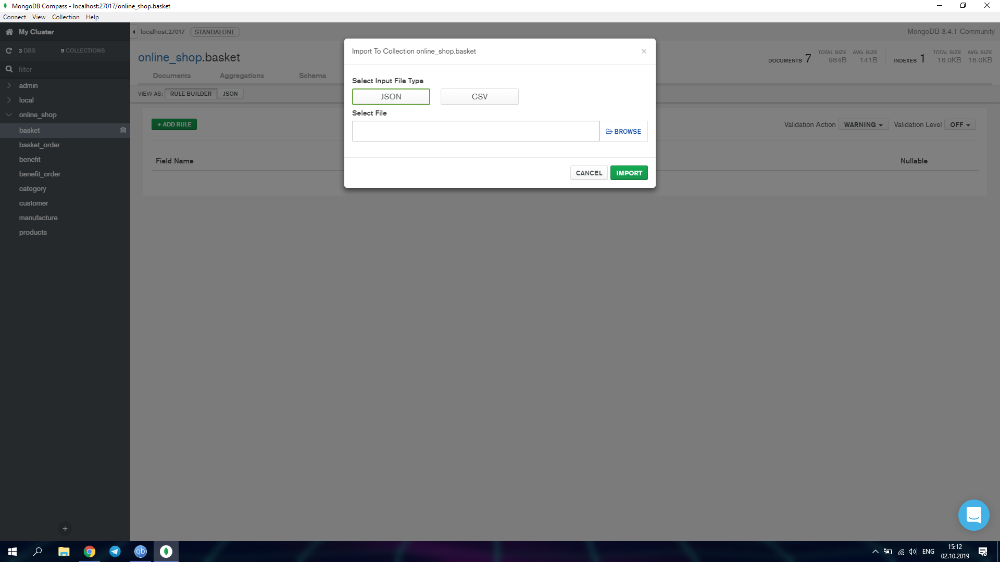 MongoDB Compass - localhost:27017/online_shop.basket
Connect View Collection Help
My Cluster
3 DBS 9 COLLECTIONS
filter
admin
local
online_shop
basket
basket_order
benefit
benefit_order
category
customer
manufacture
products
+
localhost:27017 STANDALONE
MongoDB 3.4.1 Community
online_shop.basket
DOCUMENTS 7 TOTAL SIZE 984B AVG. SIZE 141B INDEXES 1 TOTAL SIZE 16.0KB AVG. SIZE 16.0KB
Documents Aggregations Schema
VIEW AS: RULE BUILDER JSON
+ ADD RULE
Validation Action WARNING Validation Level OFF
Field Name Nullable
Import To Collection online_shop.basket ×
Select Input File Type
JSON CSV
Select File
BROWSE
CANCEL IMPORT
qb
ENG
15:12
02.10.2019